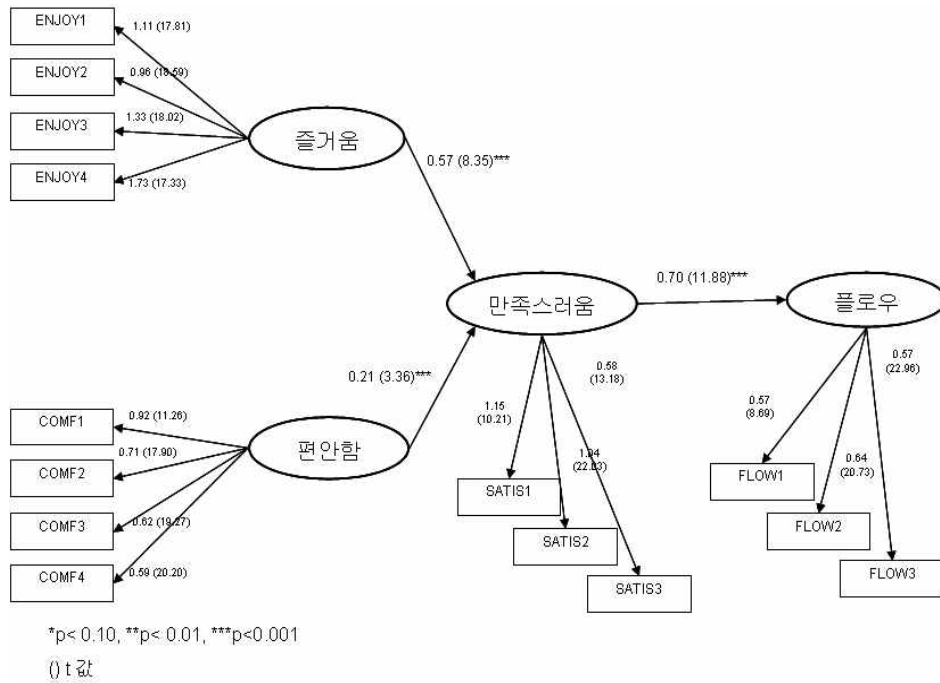 ENJOY1
1.11 (17.81)
ENJOY2
0.96 (18.59)
ENJOY3
1.33 (18.02)
ENJOY4
1.73 (17.33)
즐거움
0.57 (8.35)***
만족스러움
0.70 (11.88)***
플로우
0.21 (3.36)***
편안함
COMF1
0.92 (11.26)
COMF2
0.71 (17.90)
COMF3
0.62 (19.27)
COMF4
0.59 (20.20)
1.15
(10.21)
0.58
(13.18)
1.04
(22.03)
SATIS1
SATIS2
SATIS3
0.57
(8.69)
0.57
(22.96)
0.64
(20.73)
FLOW1
FLOW2
FLOW3
*p< 0.10, **p< 0.01, ***p<0.001
() t 값